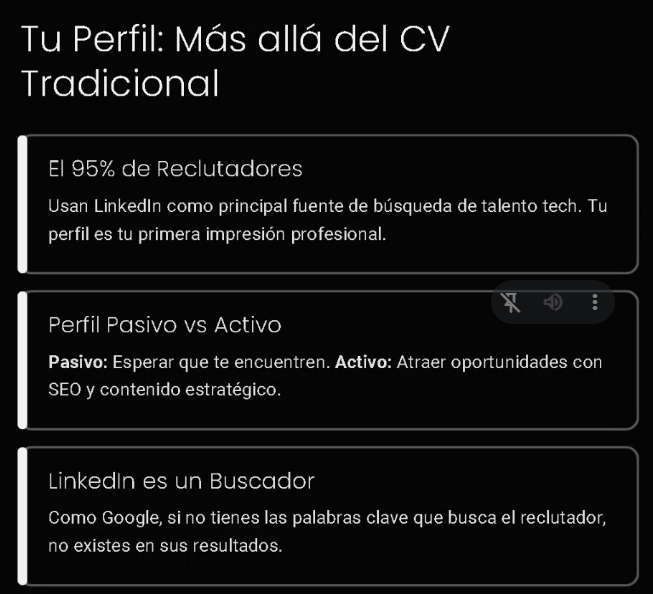 Tu Perfil: Más allá del CV
Tradicional
El 95% de Reclutadores
Usan LinkedIn como principal fuente de búsqueda de talento tech. Tu
perfil es tu primera impresión profesional.
Perfil Pasivo vs Activo
Pasivo: Esperar que te encuentren. Activo: Atraer oportunidades con
SEO y contenido estratégico.
LinkedIn es un Buscador
Como Google, si no tienes las palabras clave que busca el reclutador,
no existes en sus resultados.